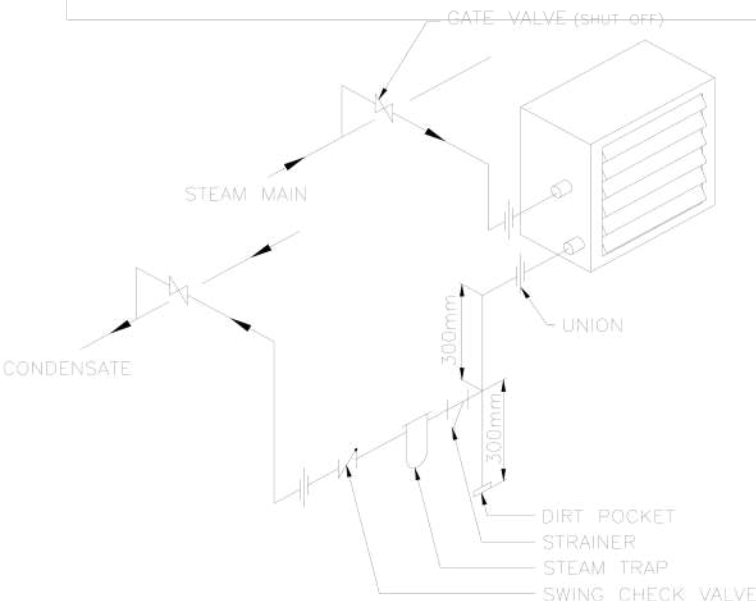 GATE VALVE (SHUT OFF)
STEAM MAIN
UNION
300mm
CONDENSATE
300mm
DIRT POCKET
STRAINER
STEAM TRAP
SWING CHECK VALVE